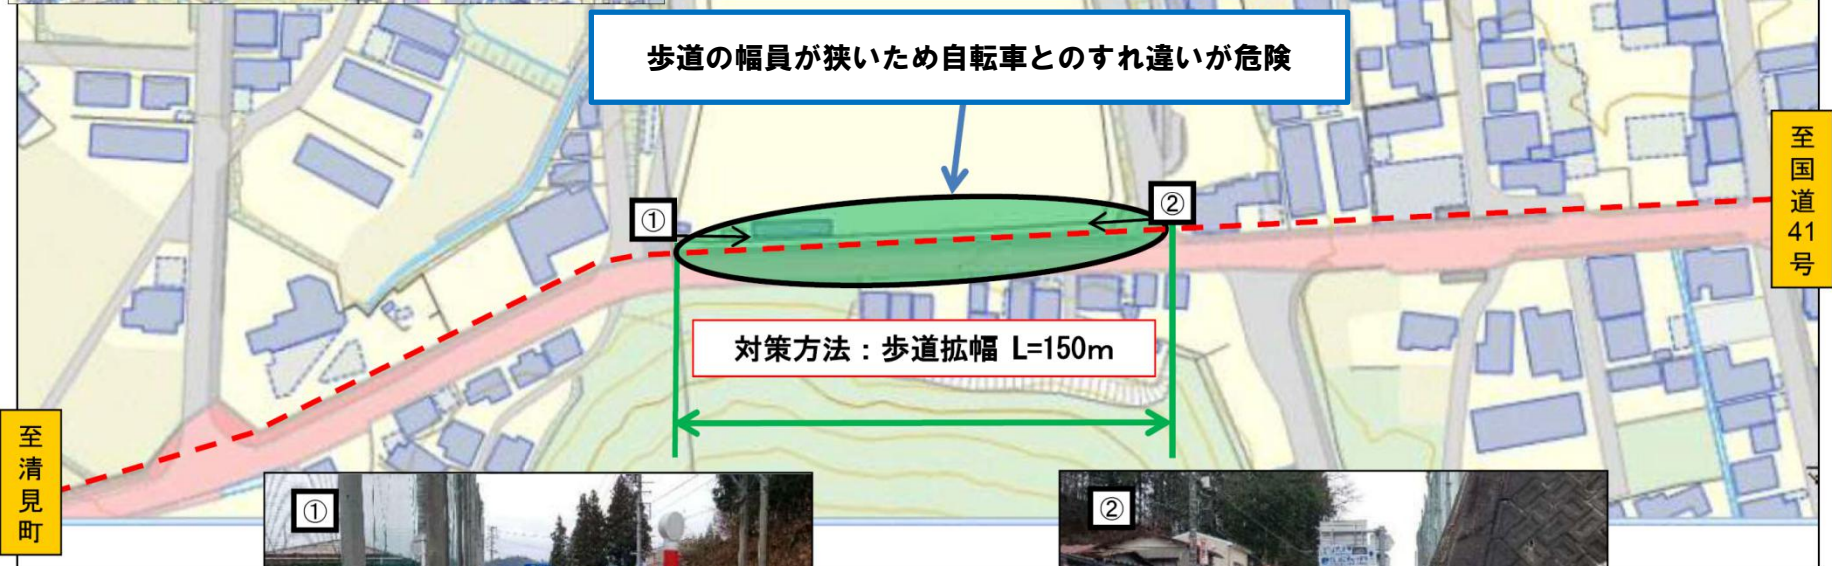 歩道の幅員が狭いため自転車とのすれ違いが危険
①
②
至国道41号
対策方法：歩道拡幅 L=150m
至清見町
①
②